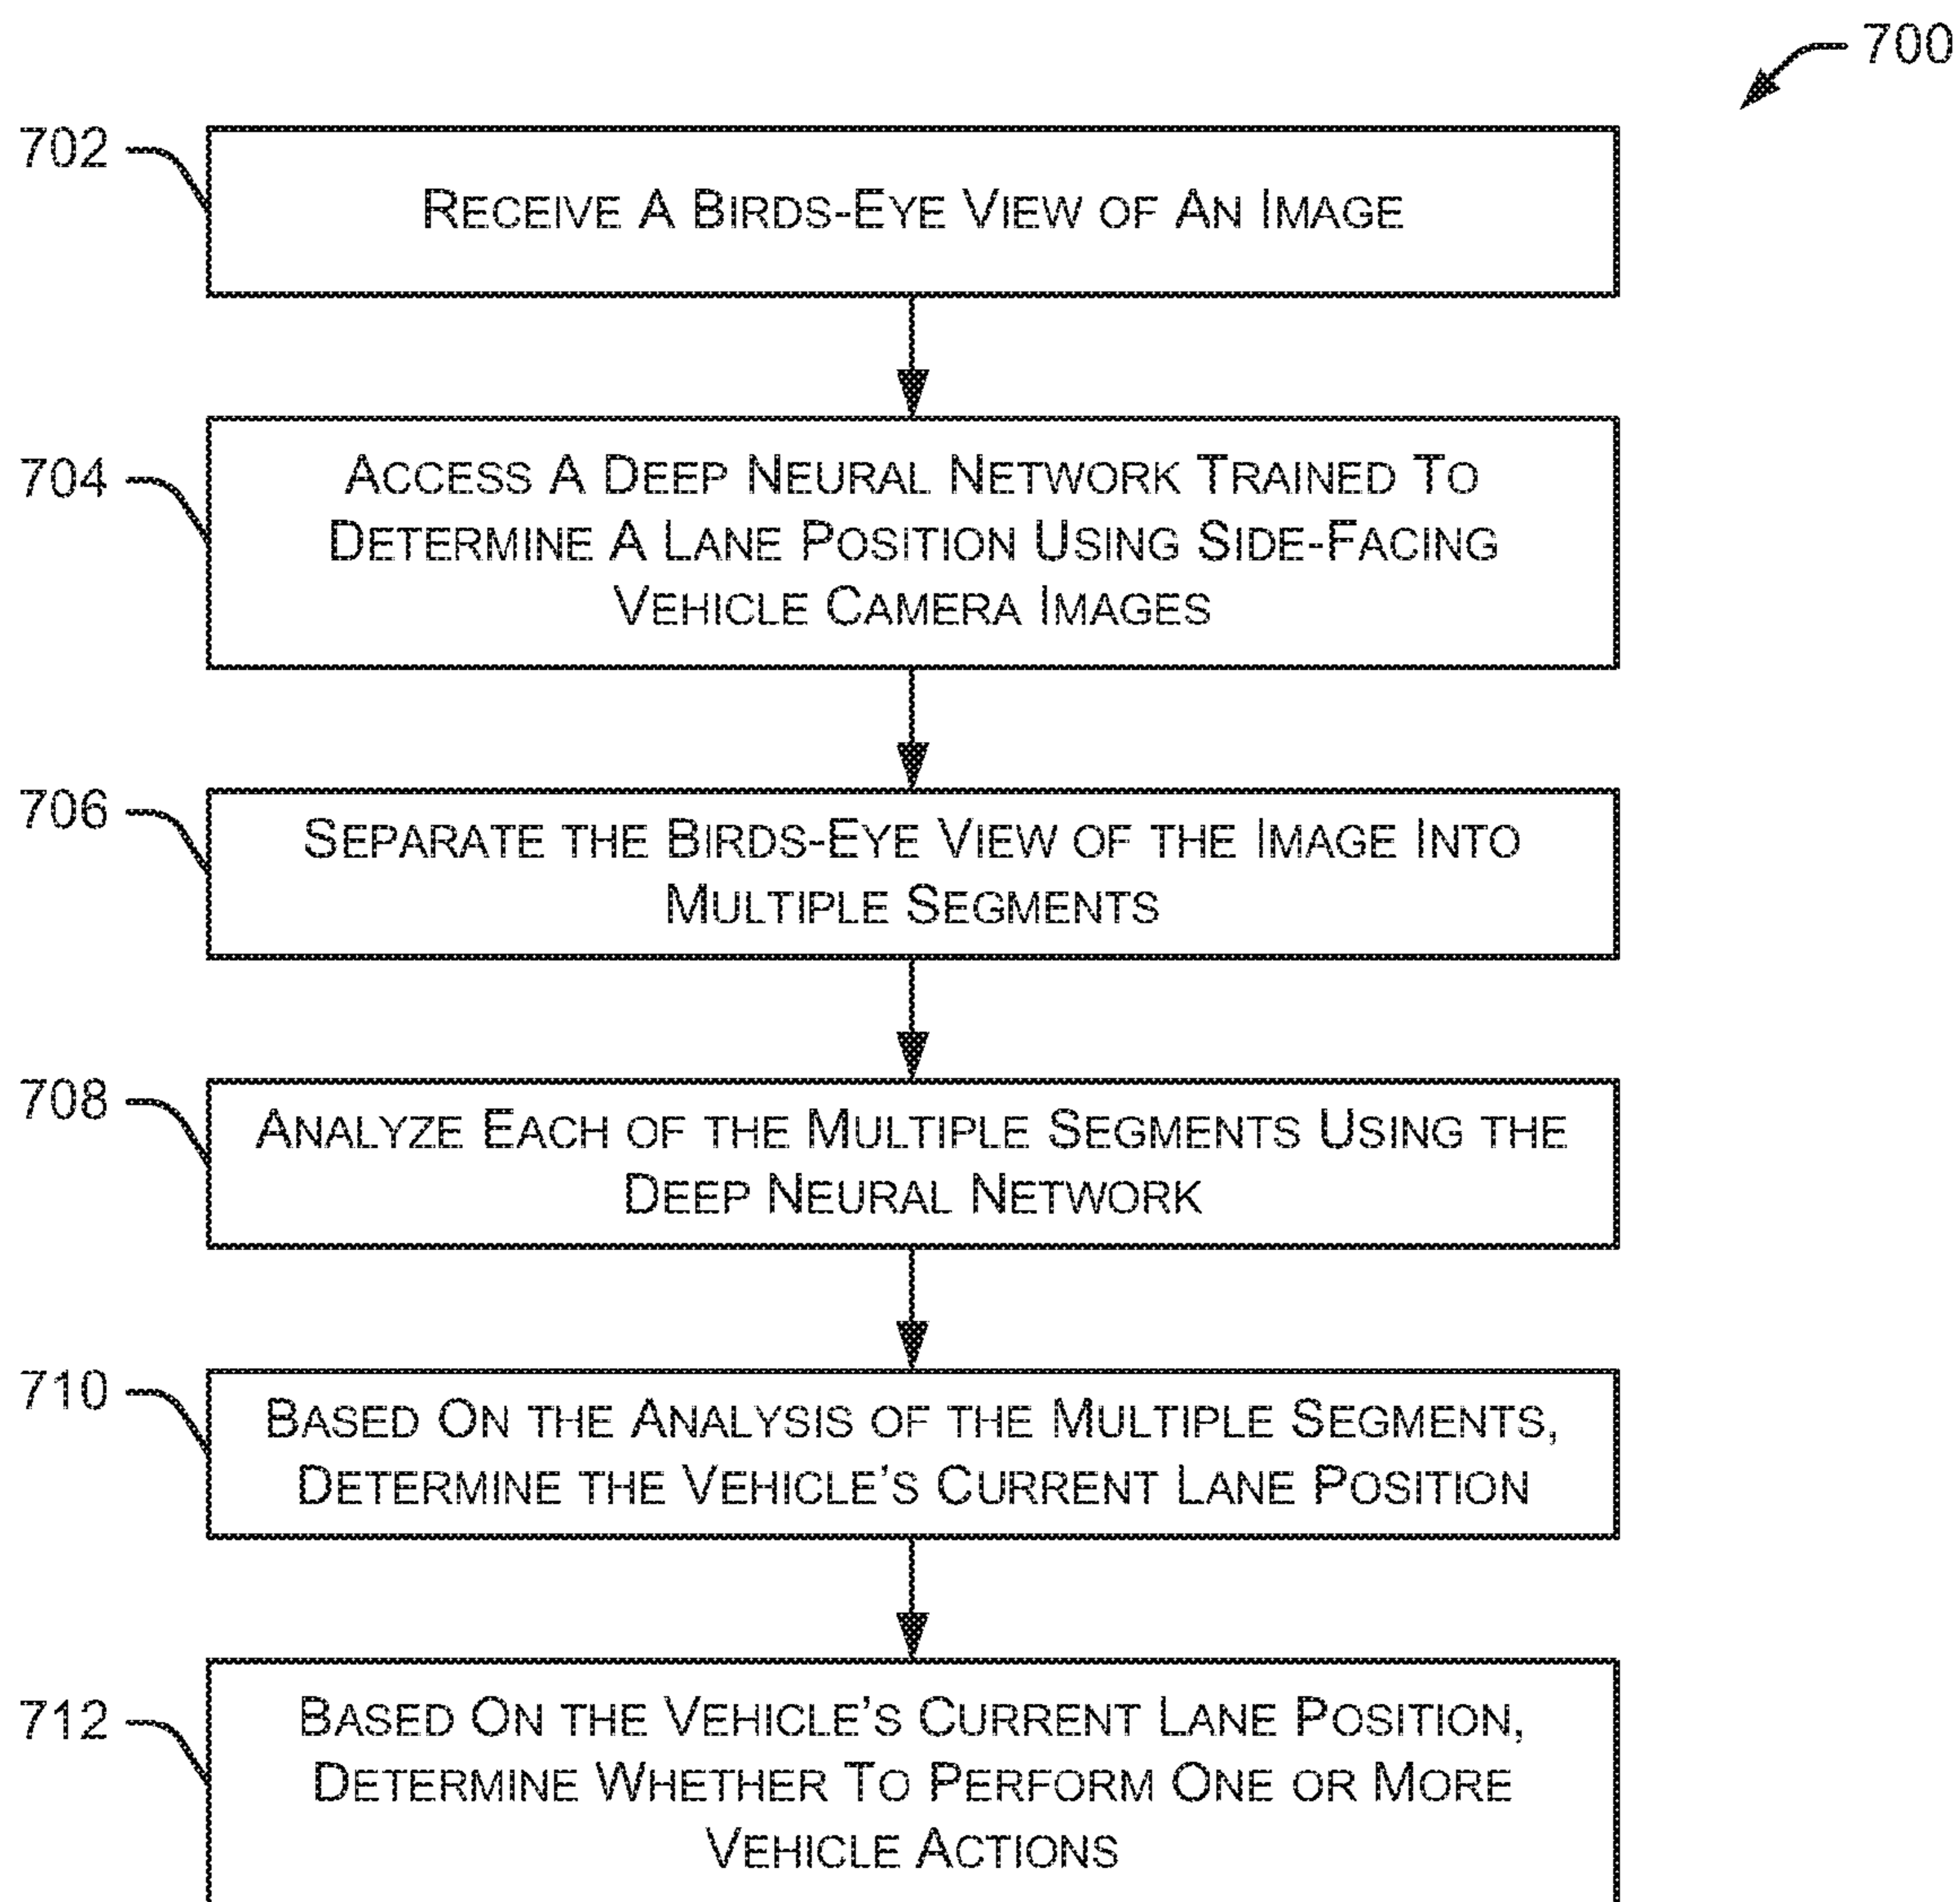 700
702
RECEIVE A BIRDS-EYE VIEW OF AN IMAGE
704
ACCESS A DEEP NEURAL NETWORK TRAINED TO
DETERMINE A LANE POSITION USING SIDE-FACING
VEHICLE CAMERA IMAGES
706
SEPARATE THE BIRDS-EYE VIEW OF THE IMAGE INTO
MULTIPLE SEGMENTS
708
ANALYZE EACH OF THE MULTIPLE SEGMENTS USING THE
DEEP NEURAL NETWORK
710
BASED ON THE ANALYSIS OF THE MULTIPLE SEGMENTS,
DETERMINE THE VEHICLE'S CURRENT LANE POSITION
712
BASED ON THE VEHICLE'S CURRENT LANE POSITION,
DETERMINE WHETHER TO PERFORM ONE OR MORE
VEHICLE ACTIONS